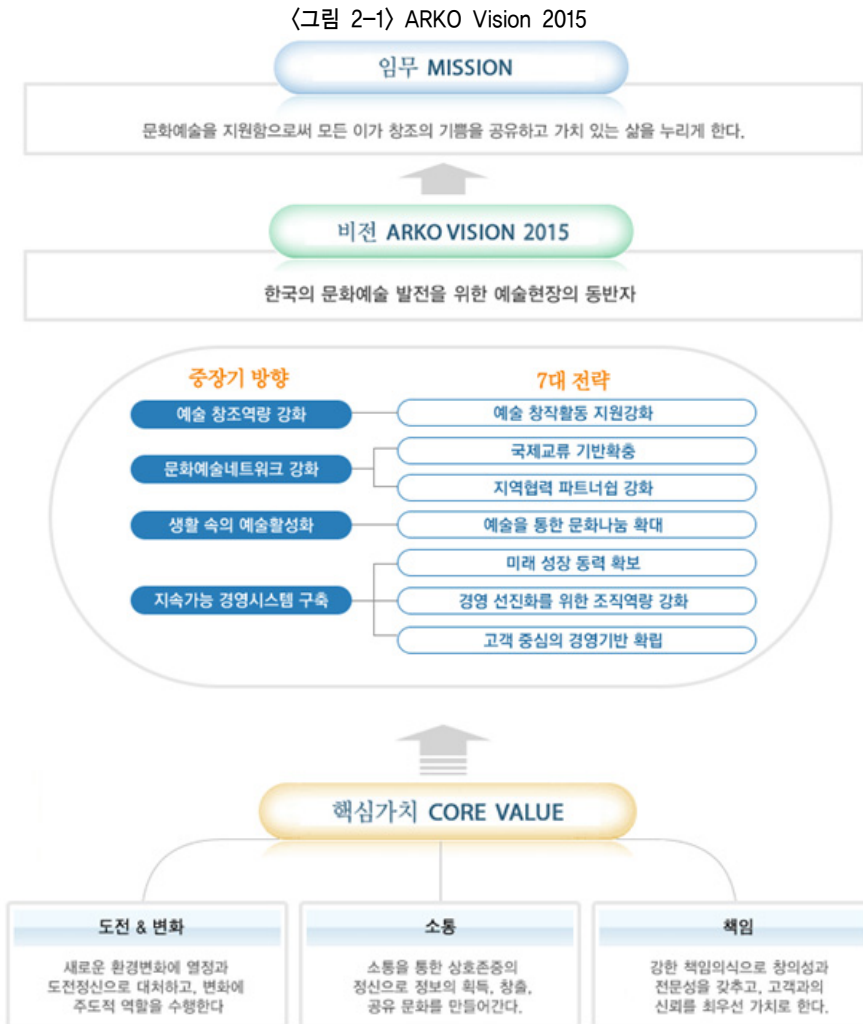 〈그림 2-1〉 ARKO Vision 2015
임무 MISSION
문화예술을 지원함으로써 모든 이가 창조의 기쁨을 공유하고 가치 있는 삶을 누리게 한다.
비전 ARKO VISION 2015
한국의 문화예술 발전을 위한 예술현장의 동반자
중장기 방향
7대 전략
예술 창조역량 강화
예술 창작활동 지원강화
문화예술네트워크 강화
국제교류 기반확충
지역협력 파트너쉽 강화
생활 속의 예술활성화
예술을 통한 문화나눔 확대
지속가능 경영시스템 구축
미래 성장 동력 확보
경영 선진화를 위한 조직역량 강화
고객 중심의 경영기반 확립
핵심가치 CORE VALUE
도전 & 변화
새로운 환경변화에 열정과
도전정신으로 대처하고, 변화에
주도적 역할을 수행한다
소통
소통을 통한 상호존중의
정신으로 정보의 획득, 창출,
공유 문화를 만들어간다.
책임
강한 책임의식으로 창의성과
전문성을 갖추고, 고객과의
신뢰를 최우선 가치로 한다.